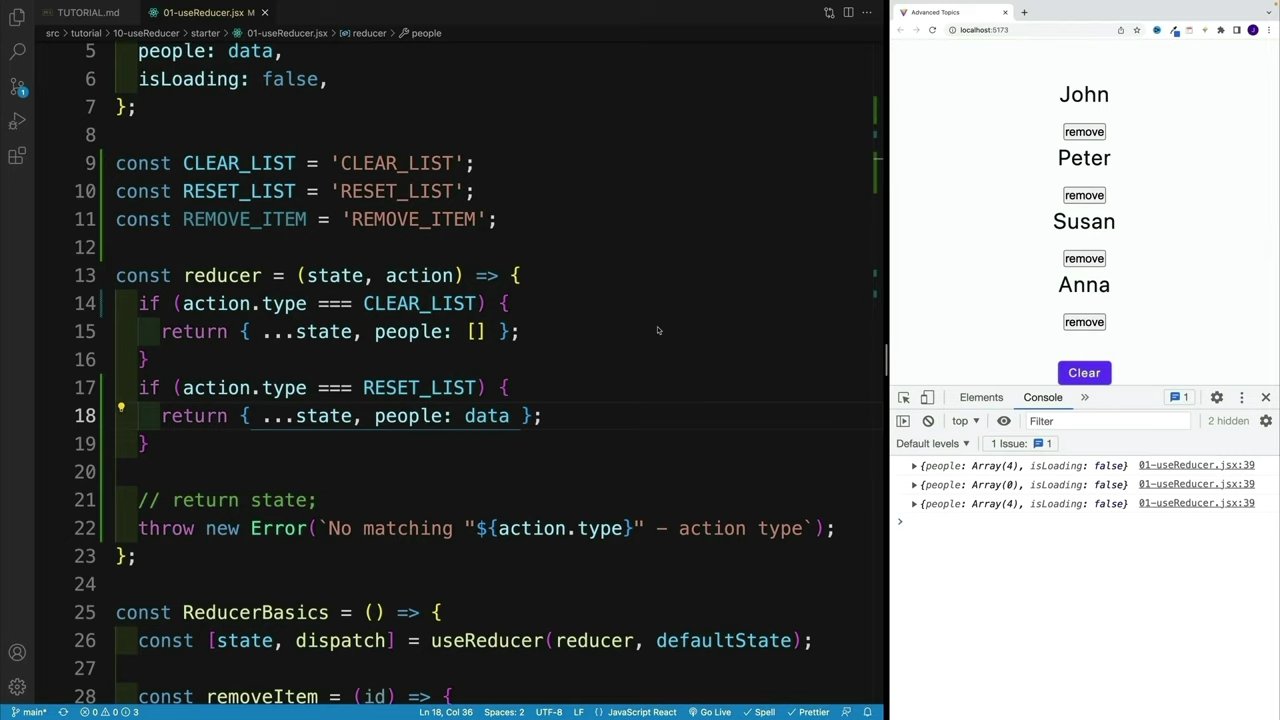 TUTORIAL.md
01-useReducer.jsx M
src > tutorial > 10-useReducer > starter > 01-useReducer.jsx > reducer > people
5 people: data,
6 isLoading: false,
7 };
8
9 const CLEAR_LIST = 'CLEAR_LIST';
10 const RESET_LIST = 'RESET_LIST';
11 const REMOVE_ITEM = 'REMOVE_ITEM';
12
13 const reducer = (state, action) => {
14 if (action.type === CLEAR_LIST) {
15 return { ...state, people: [] };
16 }
17 if (action.type === RESET_LIST) {
18 return { ...state, people: data };
19 }
20
21 // return state;
22 throw new Error(`No matching "${action.type}" - action type`);
23 };
24
25 const ReducerBasics = () => {
26 const [state, dispatch] = useReducer(reducer, defaultState);
27
28 const removeItem = (id) => {
1
main* 0 0 3 Ln 18, Col 36 Spaces: 2 UTF-8 LF { } JavaScript React Go Live Spell Prettier
Advanced Topics
localhost:5173
J
John
remove
Peter
remove
Susan
remove
Anna
remove
Clear
Elements Console » 1
top Filter 2 hidden
Default levels 1 Issue: 1
{people: Array(4), isLoading: false} 01-useReducer.jsx:39
{people: Array(0), isLoading: false} 01-useReducer.jsx:39
{people: Array(4), isLoading: false} 01-useReducer.jsx:39